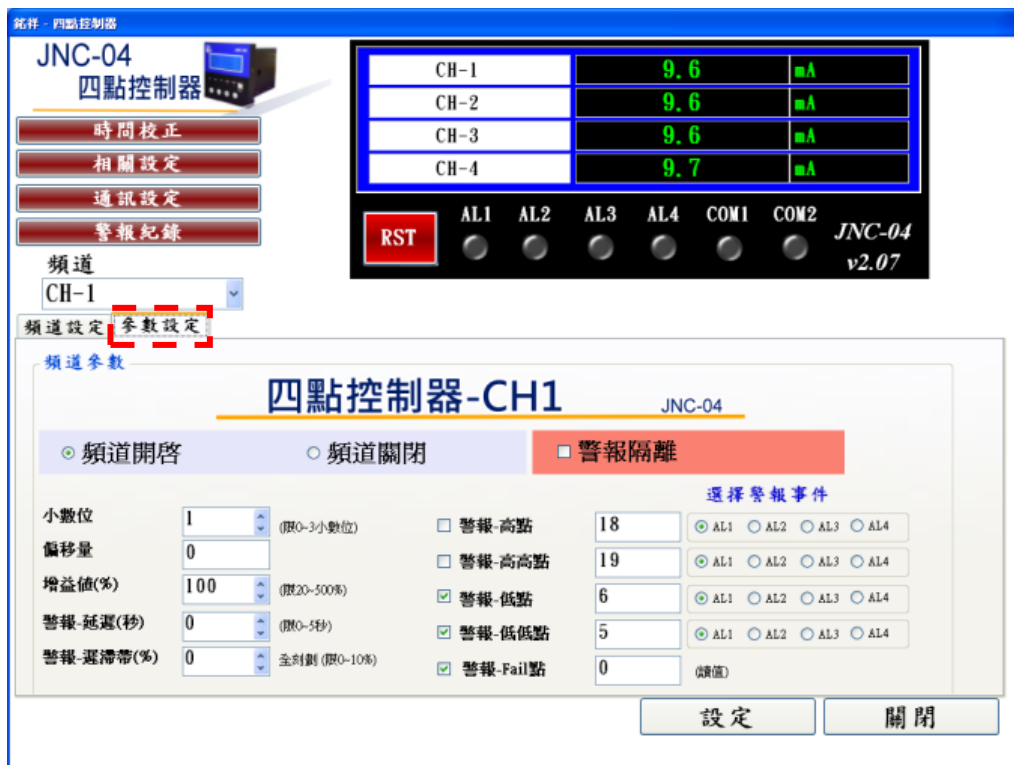 銘祥 - 四點控制器
JNC-04
四點控制器
時間校正
相關設定
通訊設定
警報紀錄
CH-1 9.6 mA
CH-2 9.6 mA
CH-3 9.6 mA
CH-4 9.7 mA
RST AL1 AL2 AL3 AL4 COM1 COM2
JNC-04
v2.07
頻道
CH-1
頻道設定 參數設定
頻道參數
四點控制器-CH1 JNC-04
頻道開啓 頻道關閉 警報隔離
選擇警報事件
小數位 1 (限0~3小數位) 警報-高點 18 AL1 AL2 AL3 AL4
偏移量 0 警報-高高點 19 AL1 AL2 AL3 AL4
增益值(%) 100 (限20~500%) 警報-低點 6 AL1 AL2 AL3 AL4
警報-延遲(秒) 0 (限0~5秒) 警報-低低點 5 AL1 AL2 AL3 AL4
警報-遲滯帶(%) 0 全刻劃 (限0~10%) 警報-Fail點 0 (讀值)
設定 關閉